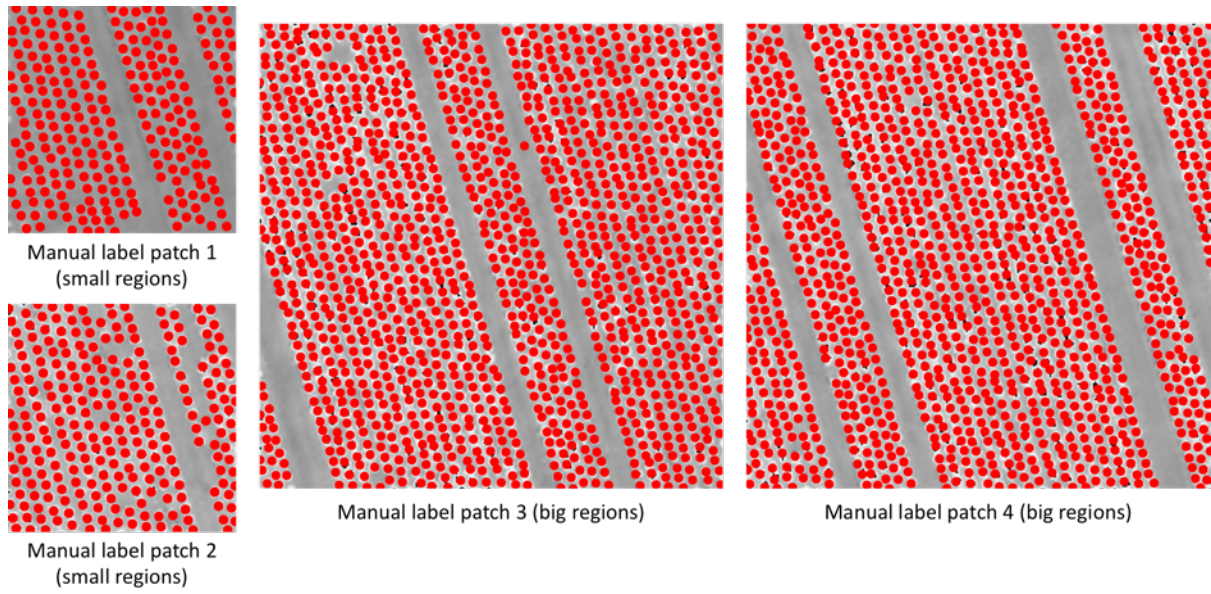 Manual label patch 1
(small regions)
Manual label patch 2
(small regions)
Manual label patch 3 (big regions)
Manual label patch 4 (big regions)